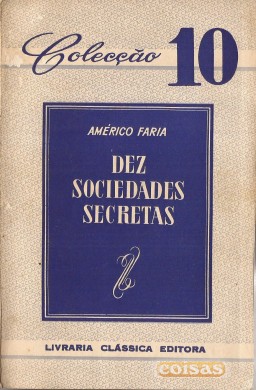 Colecção 10
AMÉRICO FARIA
DEZ
SOCIEDADES
SECRETAS
LIVRARIA CLÁSSICA EDITORA
coisas